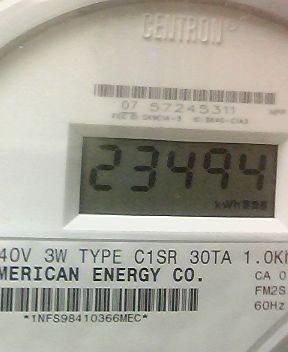 CENTRON
07 57245311
23494
kWh
40V 3W TYPE C1SR 30TA 1.0Kh
MERICAN ENERGY CO.
CA 0
FM2S
60Hz
*1NFS98410366MEC*